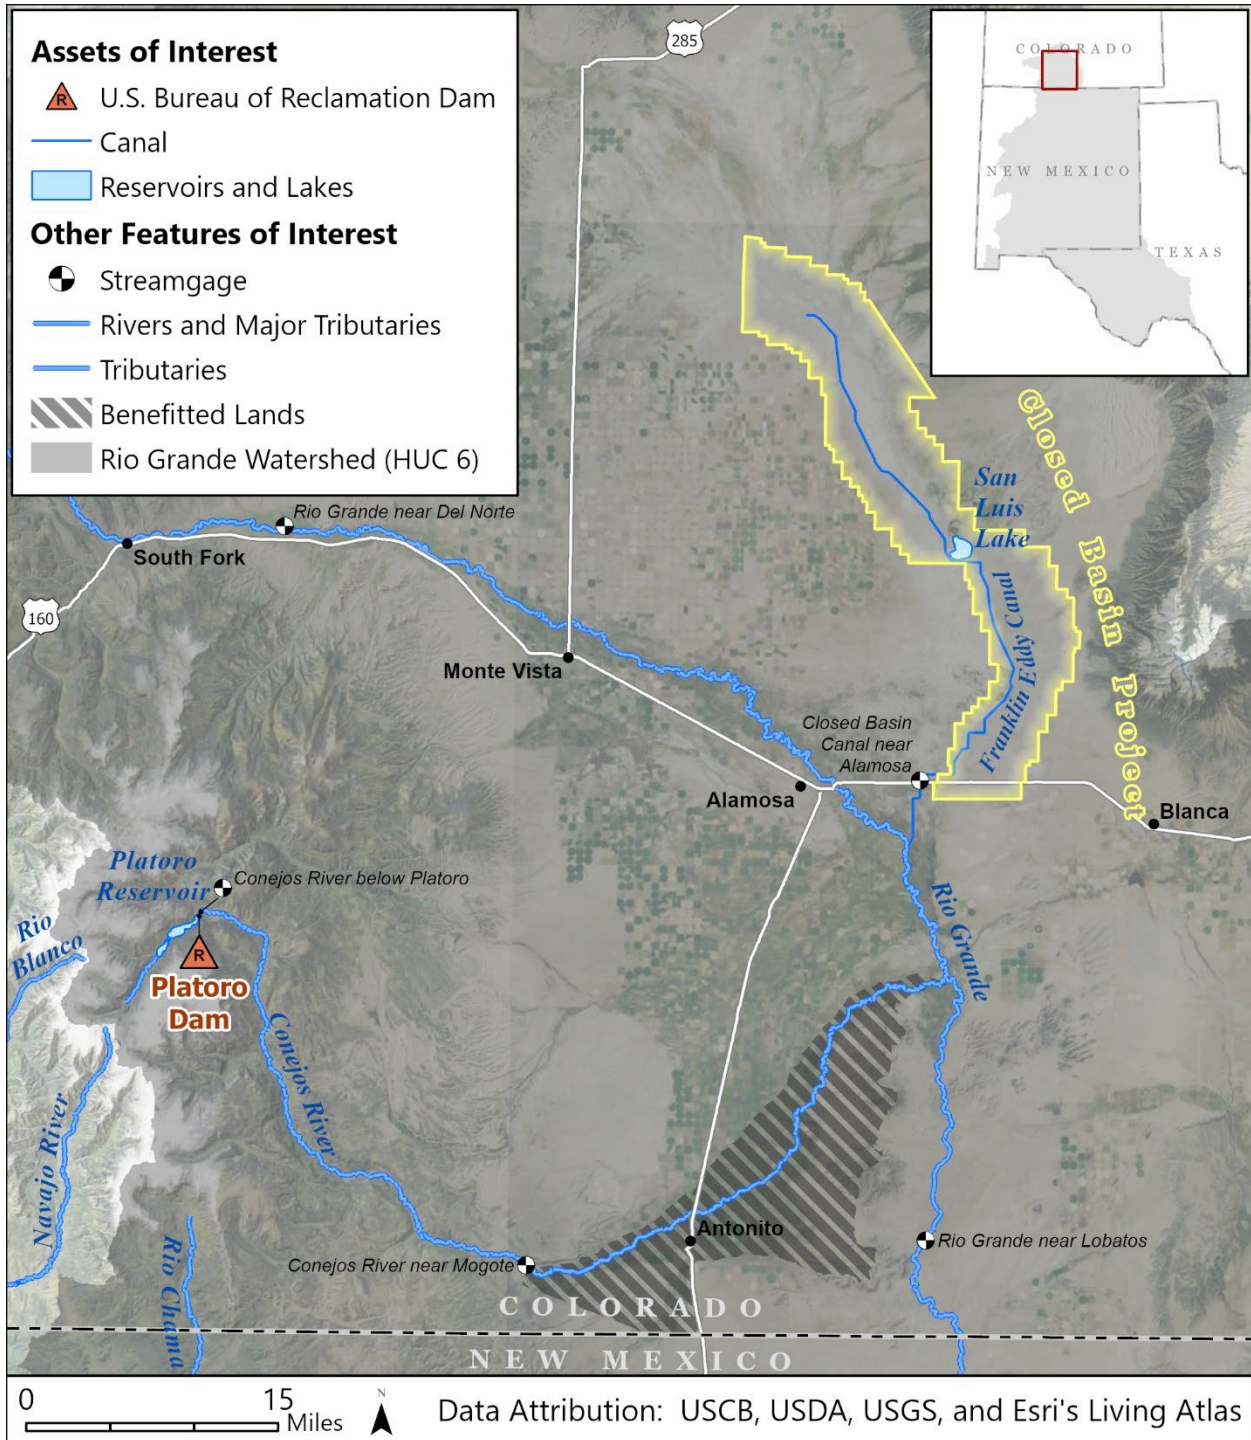 Assets of Interest
R U.S. Bureau of Reclamation Dam
Canal
Reservoirs and Lakes
Other Features of Interest
Streamgage
Rivers and Major Tributaries
Tributaries
Benefitted Lands
Rio Grande Watershed (HUC 6)
285
COLORADO
NEW MEXICO
TEXAS
Closed Basin Project
San
Luis
Lake
Franklin Eddy Canal
Rio Grande near Del Norte
South Fork
160
Monte Vista
Closed Basin
Canal near
Alamosa
Alamosa
Blanca
Platoro
Reservoir
Conejos River below Platoro
Rio
Blanco
R
Platoro
Dam
Rio Grande
Conejos River
Navajo River
Rio Chama
Antonito
Rio Grande near Lobatos
Conejos River near Mogote
COLORADO
NEW MEXICO
0 15
Miles
N
Data Attribution: USCB, USDA, USGS, and Esri's Living Atlas